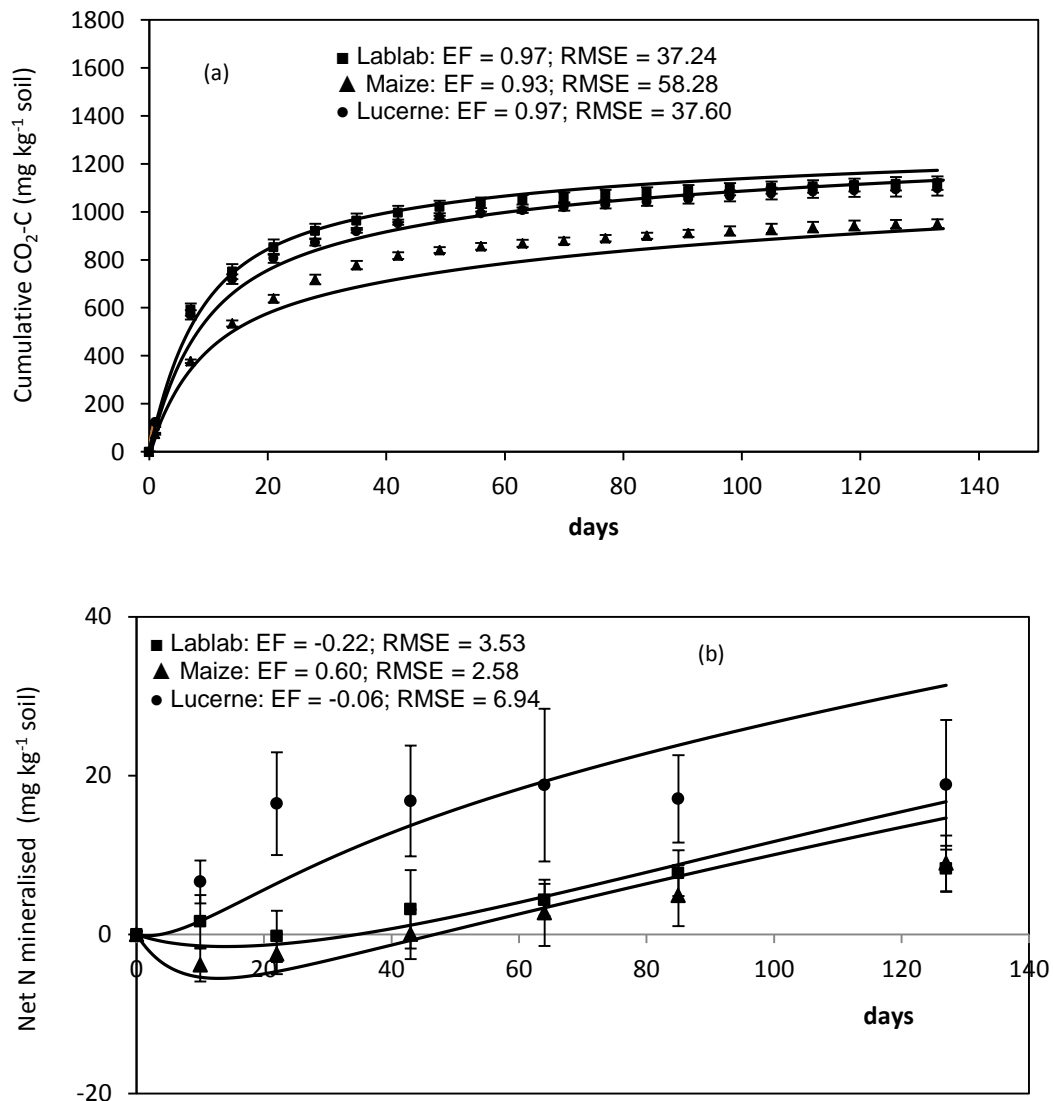 1800
1600
1400
1200
1000
800
600
400
200
0
Cumulative CO₂-C (mg kg⁻¹ soil)
(a)
Lablab: EF = 0.97; RMSE = 37.24
Maize: EF = 0.93; RMSE = 58.28
Lucerne: EF = 0.97; RMSE = 37.60
0 20 40 60 80 100 120 140
days
40
20
0
-20
Net N mineralised (mg kg⁻¹ soil)
Lablab: EF = -0.22; RMSE = 3.53
Maize: EF = 0.60; RMSE = 2.58
Lucerne: EF = -0.06; RMSE = 6.94
(b)
0 20 40 60 80 100 120 140
days